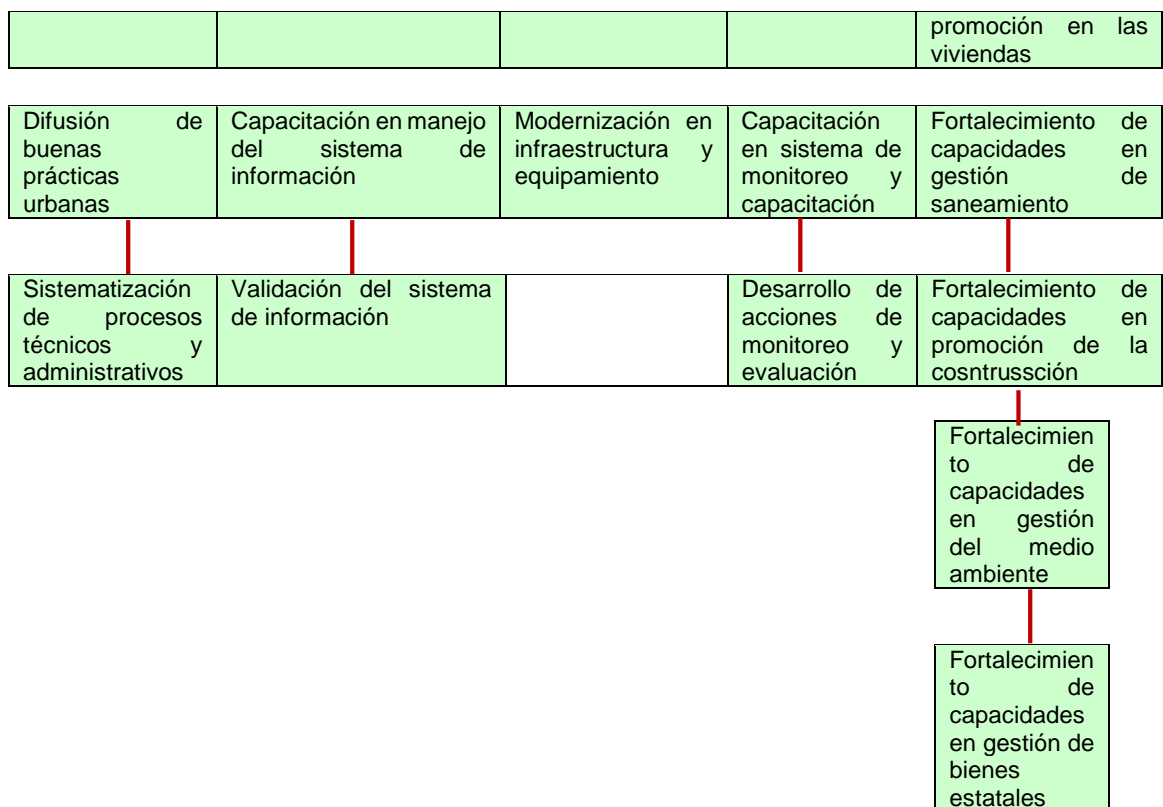 promoción en las
viviendas
Difusión de
buenas
prácticas
urbanas
Capacitación en manejo
del sistema de
información
Modernización en
infraestructura y
equipamiento
Capacitación
en sistema de
monitoreo y
capacitación
Fortalecimiento de
capacidades en
gestión de
saneamiento
Sistematización
de procesos
técnicos y
administrativos
Validación del sistema
de información
Desarrollo de
acciones de
monitoreo y
evaluación
Fortalecimiento de
capacidades en
promoción de la
cosntrussción
Fortalecimien
to de
capacidades
en gestión
del medio
ambiente
Fortalecimien
to de
capacidades
en gestión de
bienes
estatales